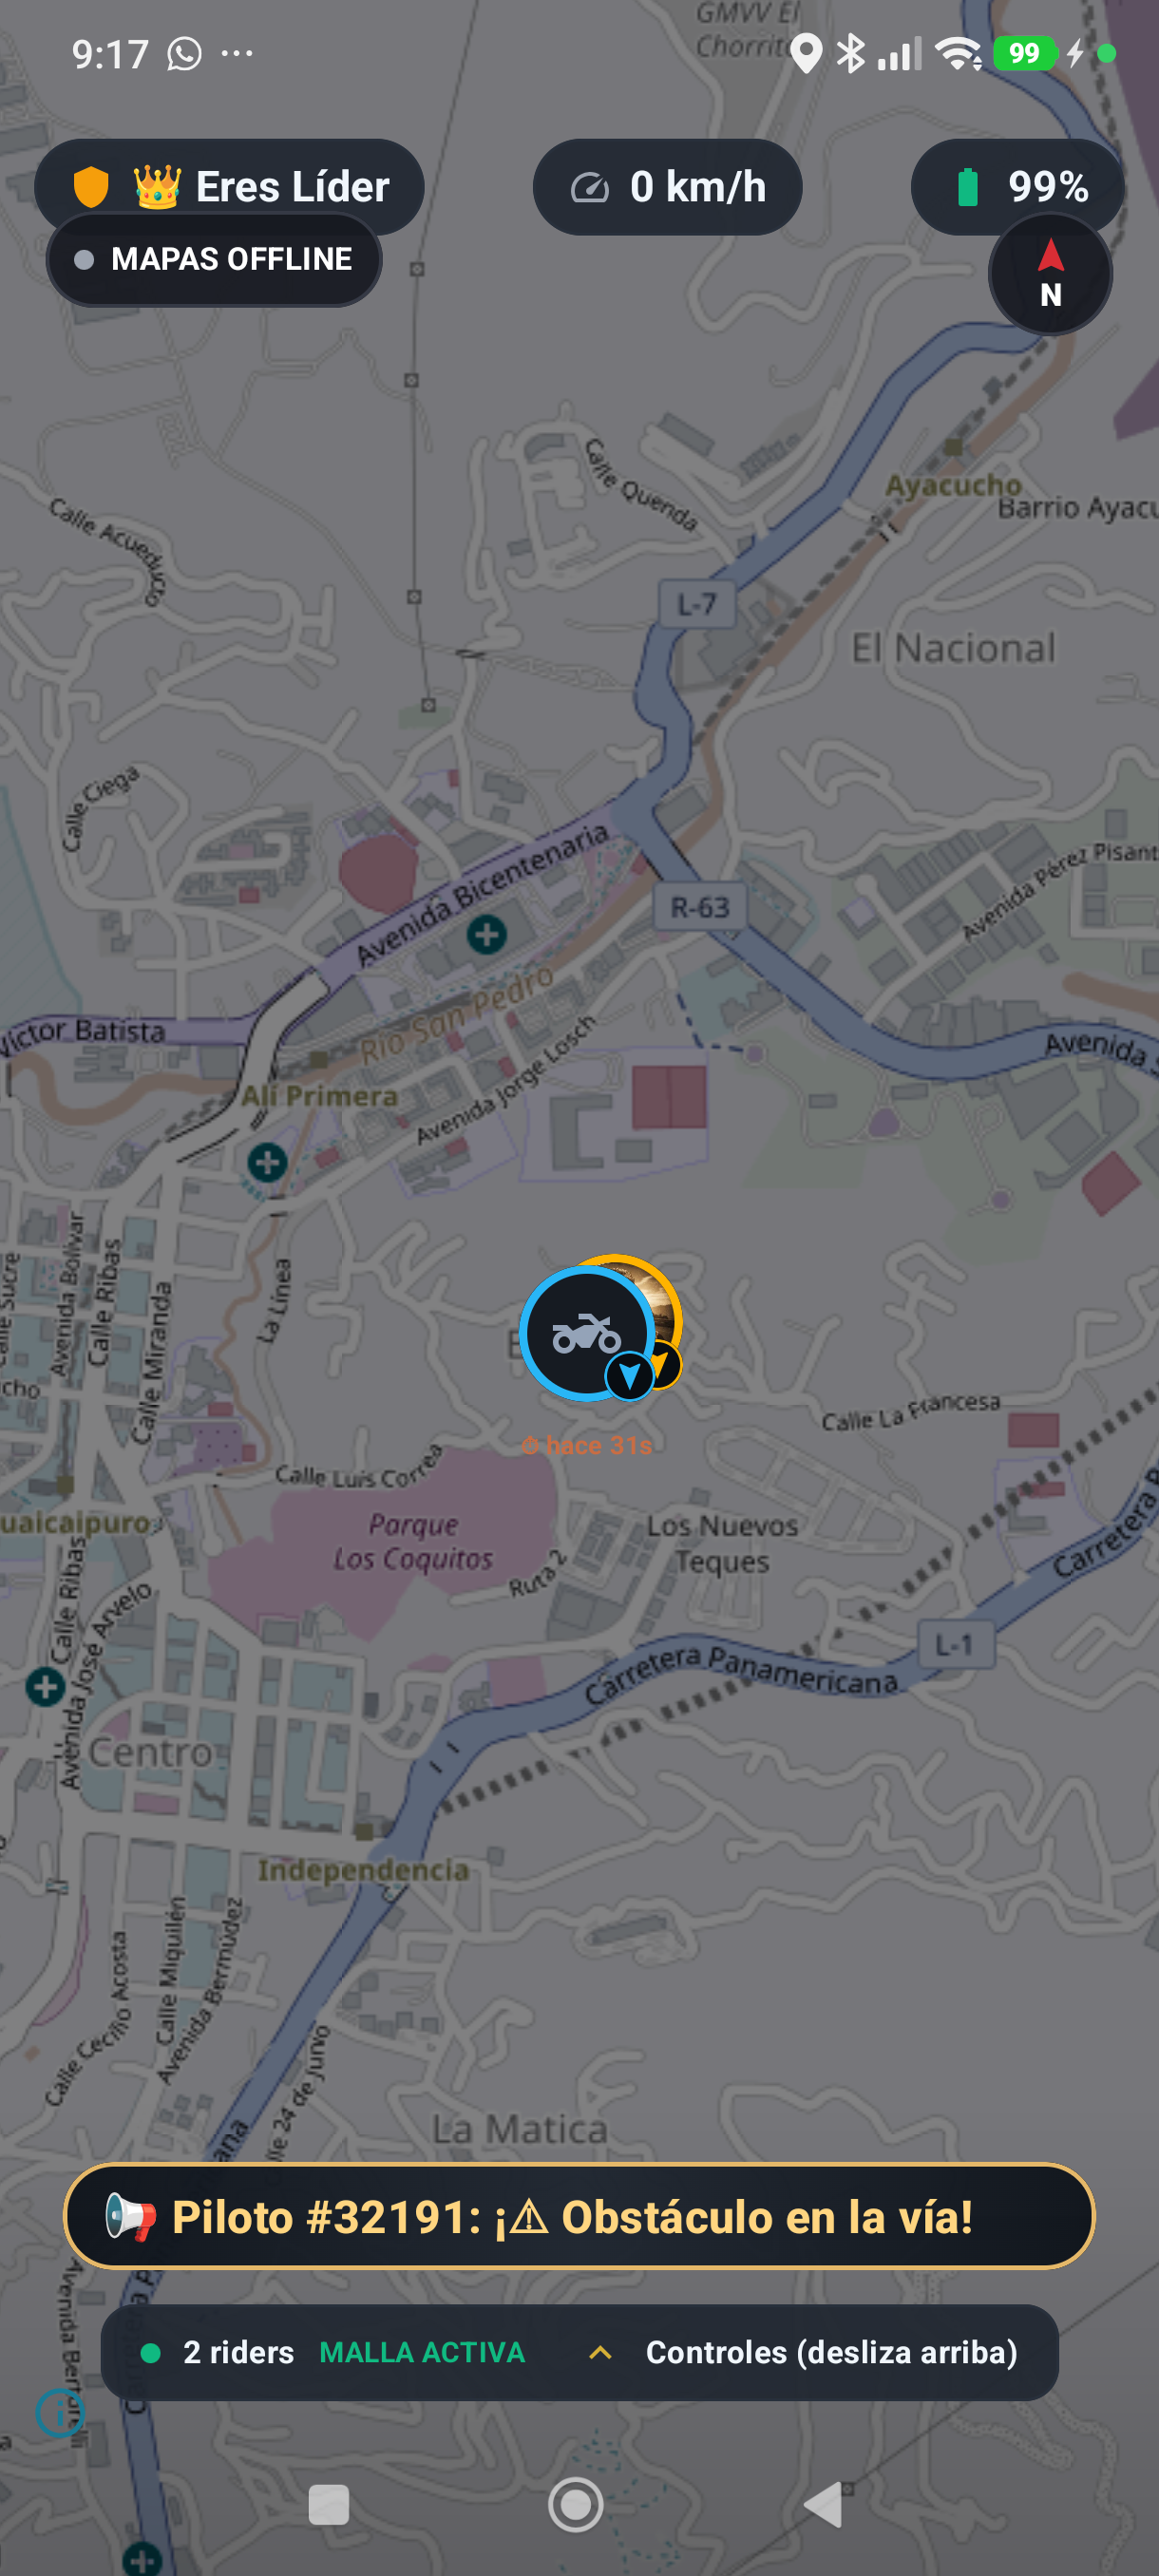 GMVV El
9:17
99
👑 Eres Líder
0 km/h
99%
MAPAS OFFLINE
N
Calle Quenda
Ayacucho
Calle Acueducto
L-7
El Nacional
Calle Ciega
Avenida Bicentenaria
R-63
Avenida Pérez
Río San Pedro
Víctor Batista
Avenida Jorge Losch
Avenida
Alí Primera
Avenida Bolívar
Calle Ribas
Calle Miranda
La Línea
hace 31s
Calle La Francesa
Calle Luis Correa
Parque
Los Coquitos
Los Nuevos
Teques
Ruta 2
Calle Ribas
Avenida José Arvelo
L-1
Carretera
Carretera Panamericana
Centro
Independencia
Calle Miquilén
Avenida Bermúdez
Calle Cecilio Acosta
24 de Junio
La Matica
📢 Piloto #32191: ¡⚠ Obstáculo en la vía!
2 riders MALLA ACTIVA Controles (desliza arriba)